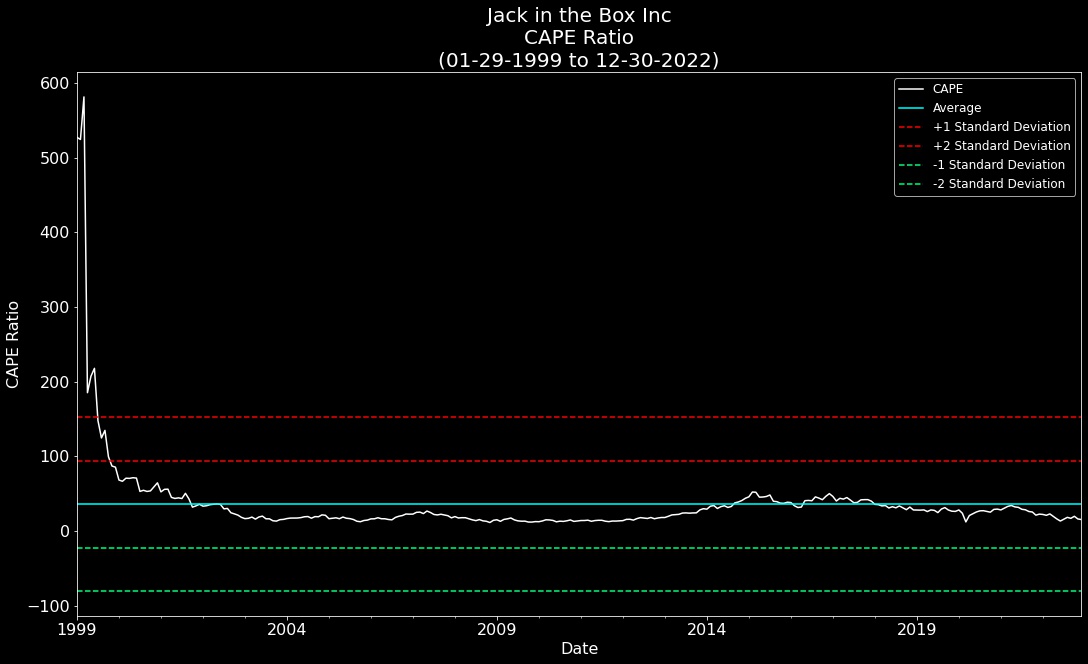 Jack in the Box Inc
CAPE Ratio
(01-29-1999 to 12-30-2022)
CAPE
Average
+1 Standard Deviation
+2 Standard Deviation
-1 Standard Deviation
-2 Standard Deviation
CAPE Ratio
600
500
400
300
200
100
0
−100
1999 2004 2009 2014 2019
Date